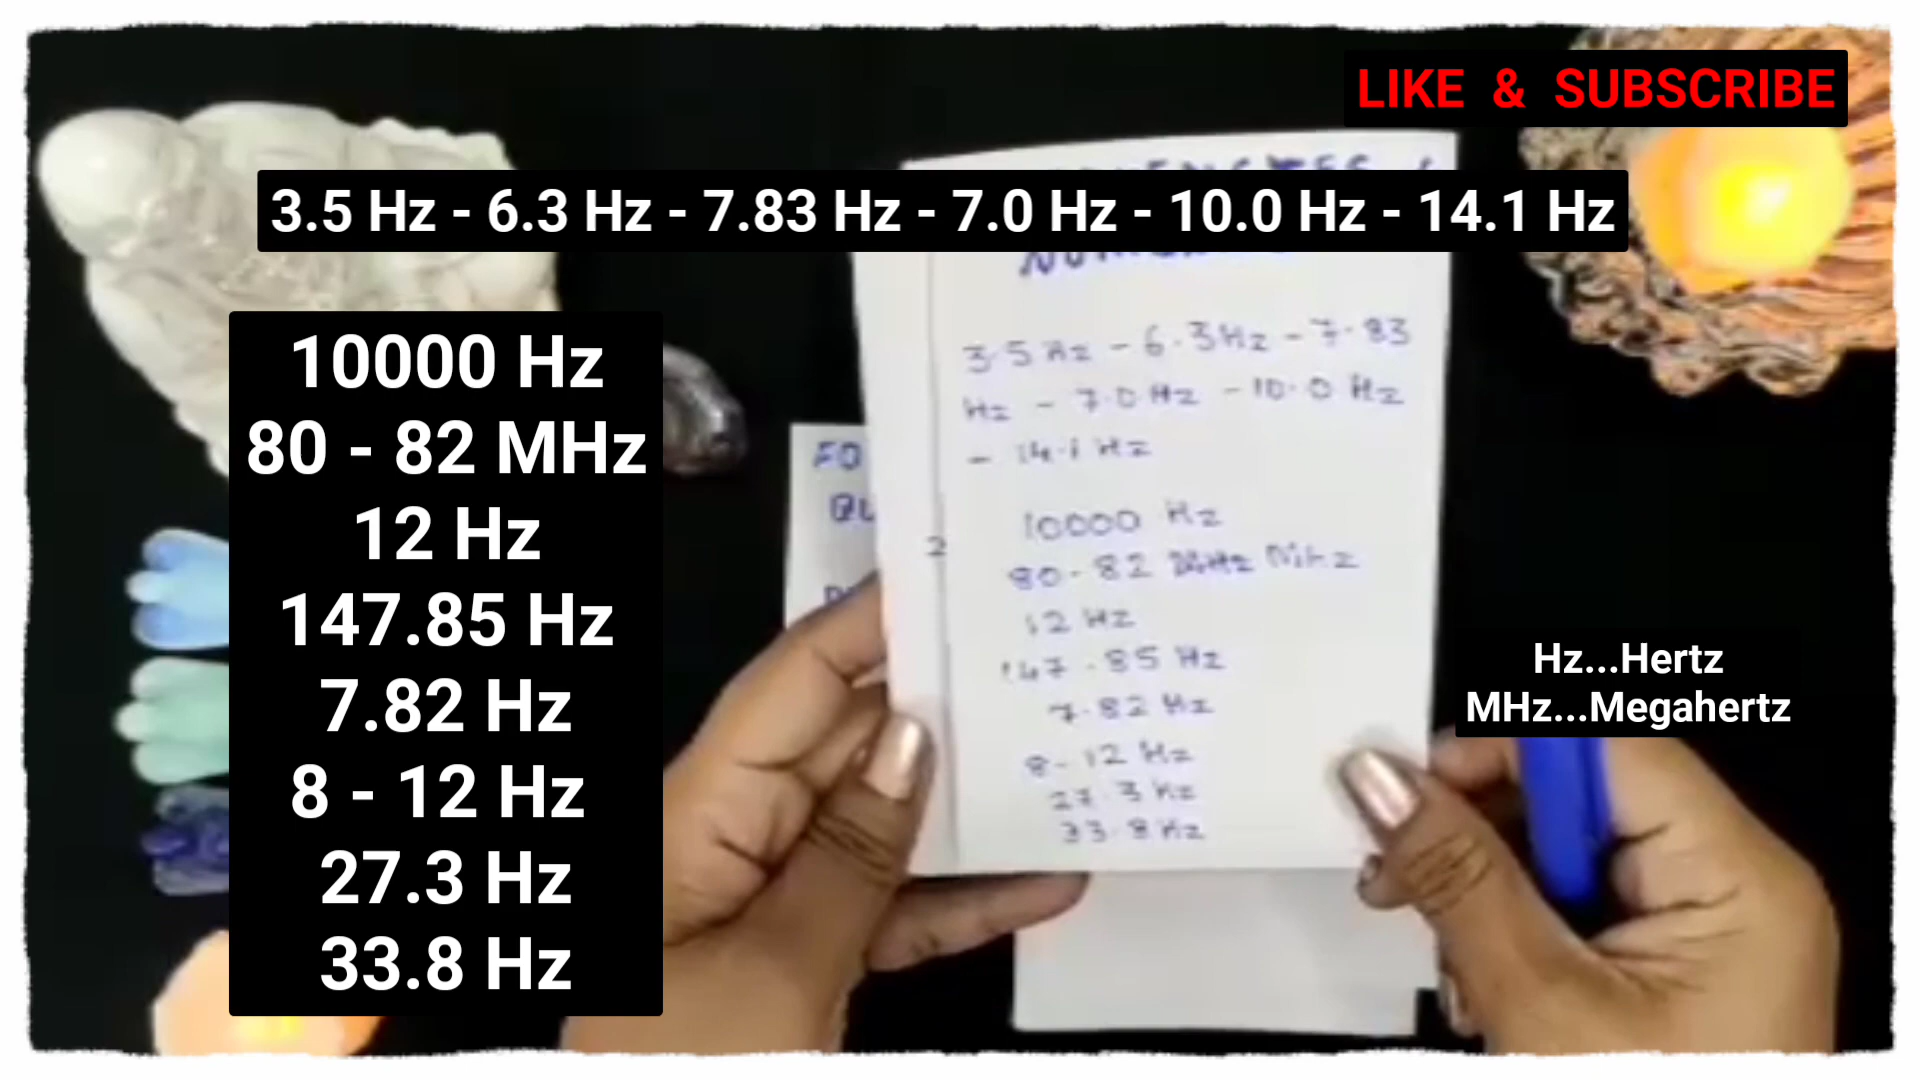 LIKE & SUBSCRIBE
3.5 Hz - 6.3 Hz - 7.83 Hz - 7.0 Hz - 10.0 Hz - 14.1 Hz
10000 Hz
80 - 82 MHz
12 Hz
147.85 Hz
7.82 Hz
8 - 12 Hz
27.3 Hz
33.8 Hz
3.5 Hz - 6.3 Hz - 7.83
Hz - 7.0 Hz - 10.0 Hz
- 14.1 Hz
10000 Hz
80-82 MHz
12 Hz
147.85 Hz
7.82 Hz
8-12 Hz
27.3 Hz
33.8 Hz
2
FO
QU
Hz...Hertz
MHz...Megahertz